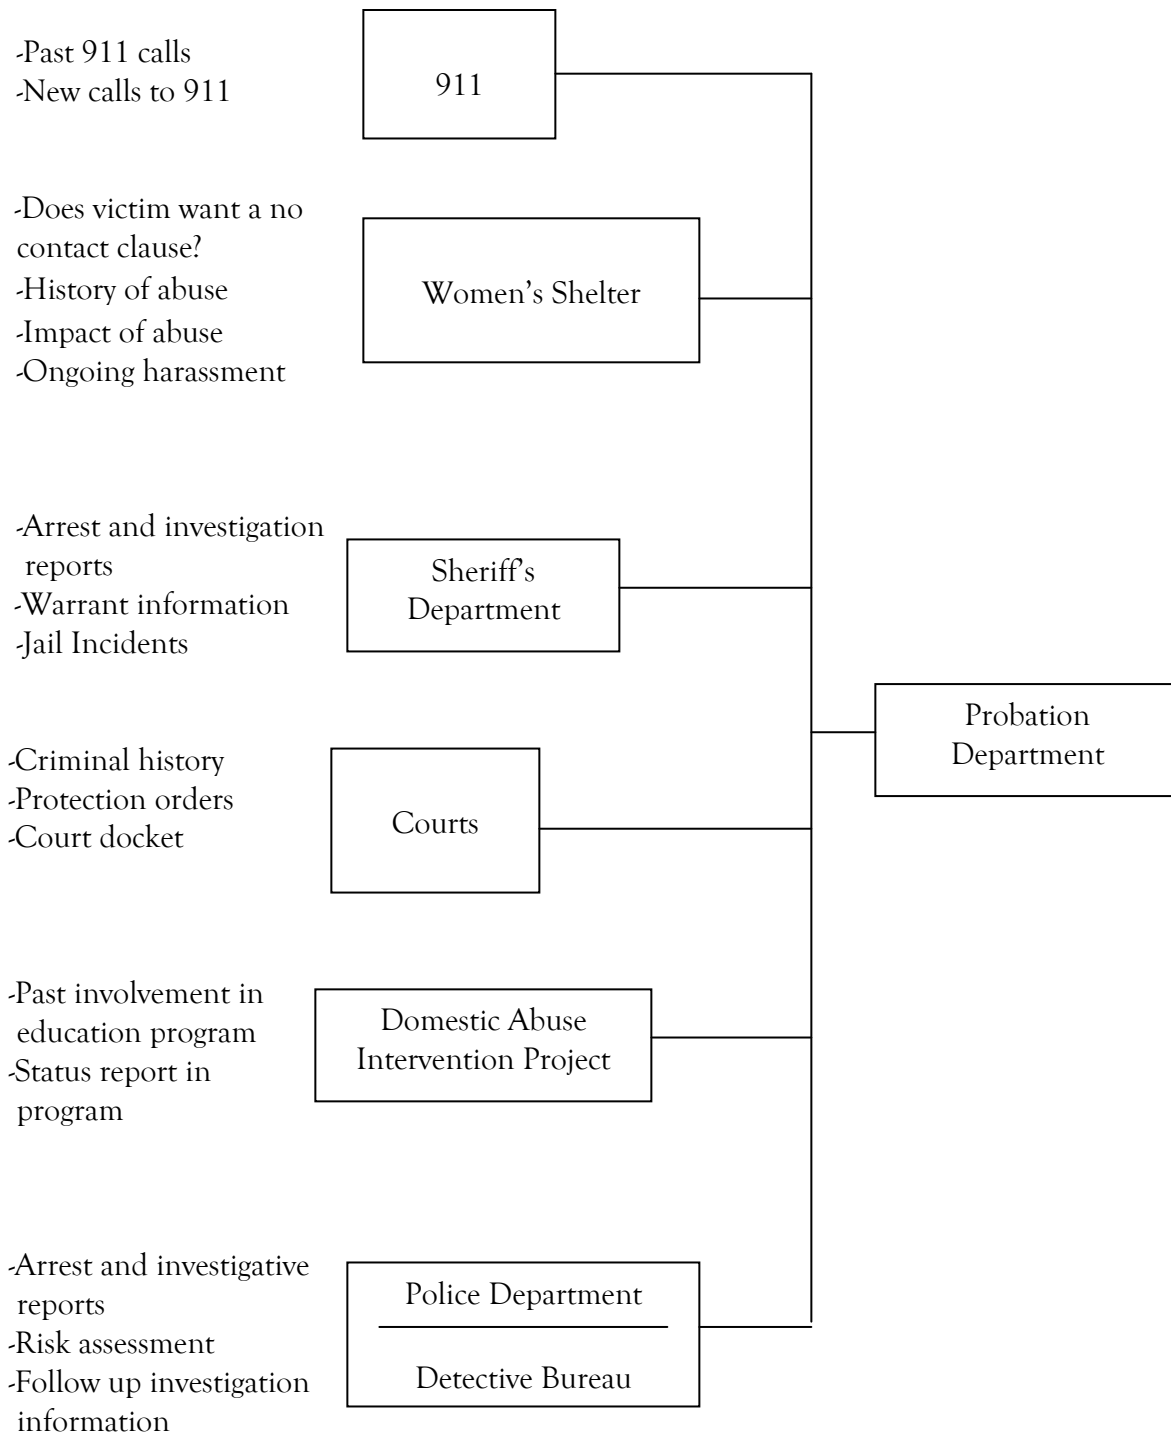 -Past 911 calls
-New calls to 911
911
-Does victim want a no
contact clause?
-History of abuse
-Impact of abuse
-Ongoing harassment
Women's Shelter
-Arrest and investigation
reports
-Warrant information
-Jail Incidents
Sheriff's
Department
Probation
Department
-Criminal history
-Protection orders
-Court docket
Courts
-Past involvement in
education program
-Status report in
program
Domestic Abuse
Intervention Project
-Arrest and investigative
reports
-Risk assessment
-Follow up investigation
information
Police Department
Detective Bureau